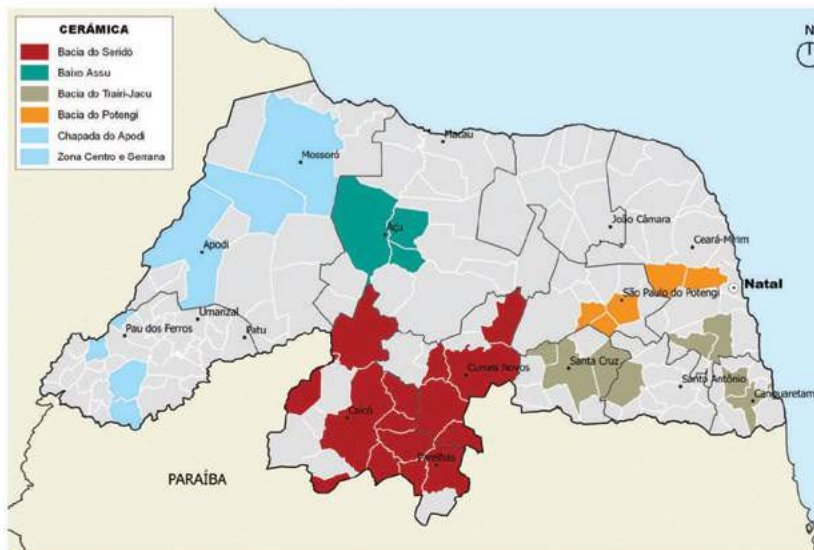 CERÁMICA
Bacia do Seridó
Baixo Assu
Bacia do Trairi-Jacu
Bacia do Potengi
Chapada do Apodi
Zona Centro e Serrana
N
Macau
Mossoró
Açu
João Câmara
Ceará-Mirim
Apodi
Natal
São Paulo do Potengi
Umarizal
Pau dos Ferros
Patu
Santa Cruz
Currais Novos
Santo Antônio
Canguaretama
Caicó
Parelhas
PARAÍBA